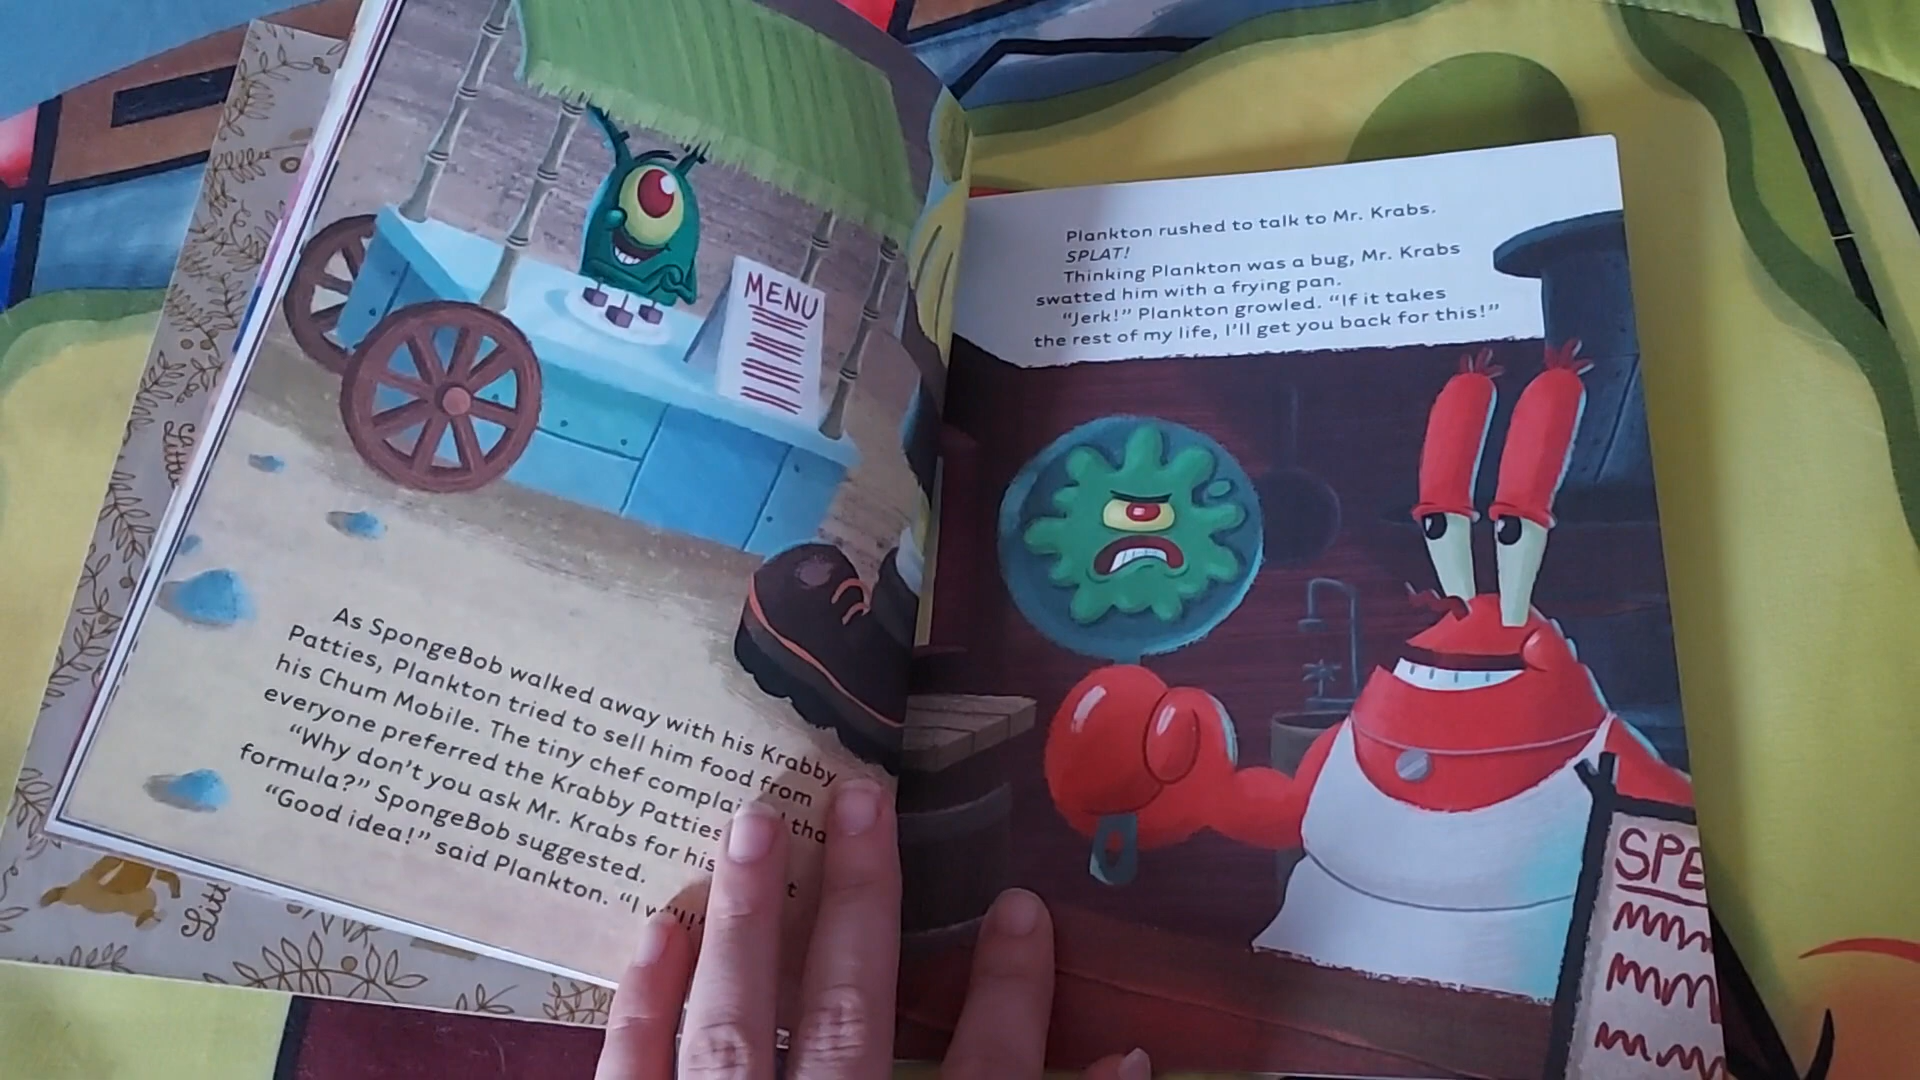 MENU
As SpongeBob walked away with his Krabby
Patties, Plankton tried to sell him food from
his Chum Mobile. The tiny chef
everyone preferred the Krabby Patties
"Why don't you ask Mr. Krabs for his
formula?" SpongeBob suggested.
"Good idea!" said Plankton. "I
Plankton rushed to talk to Mr. Krabs.
SPLAT!
Thinking Plankton was a bug, Mr. Krabs
swatted him with a frying pan.
"Jerk!" Plankton growled. "If it takes
the rest of my life, I'll get you back for this!"
SPE
Little
Litt